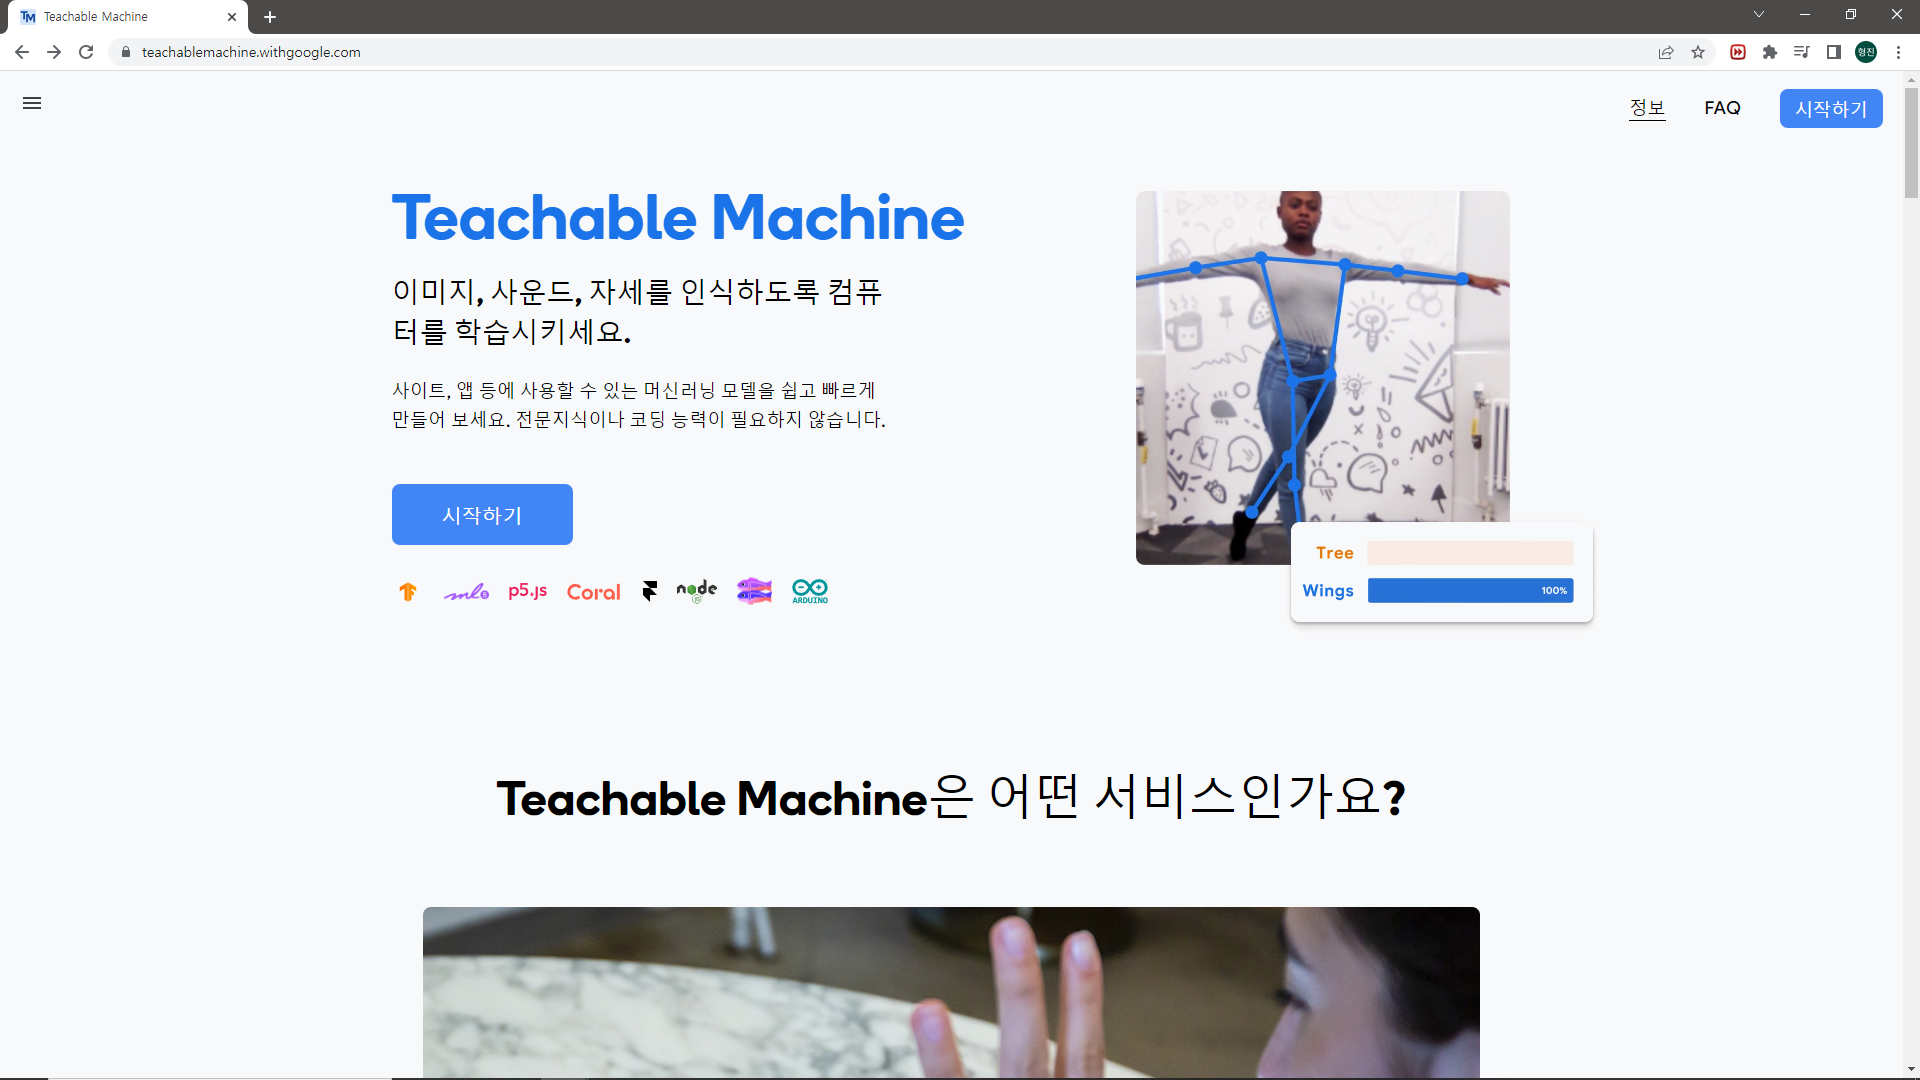 TM Teachable Machine
teachablemachine.withgoogle.com
형진
정보 FAQ 시작하기
Teachable Machine
이미지, 사운드, 자세를 인식하도록 컴퓨
터를 학습시키세요.
사이트, 앱 등에 사용할 수 있는 머신러닝 모델을 쉽고 빠르게
만들어 보세요. 전문지식이나 코딩 능력이 필요하지 않습니다.
시작하기
ml5 p5.js Coral node JS ARDUINO
Tree
Wings 100%
Teachable Machine은 어떤 서비스인가요?